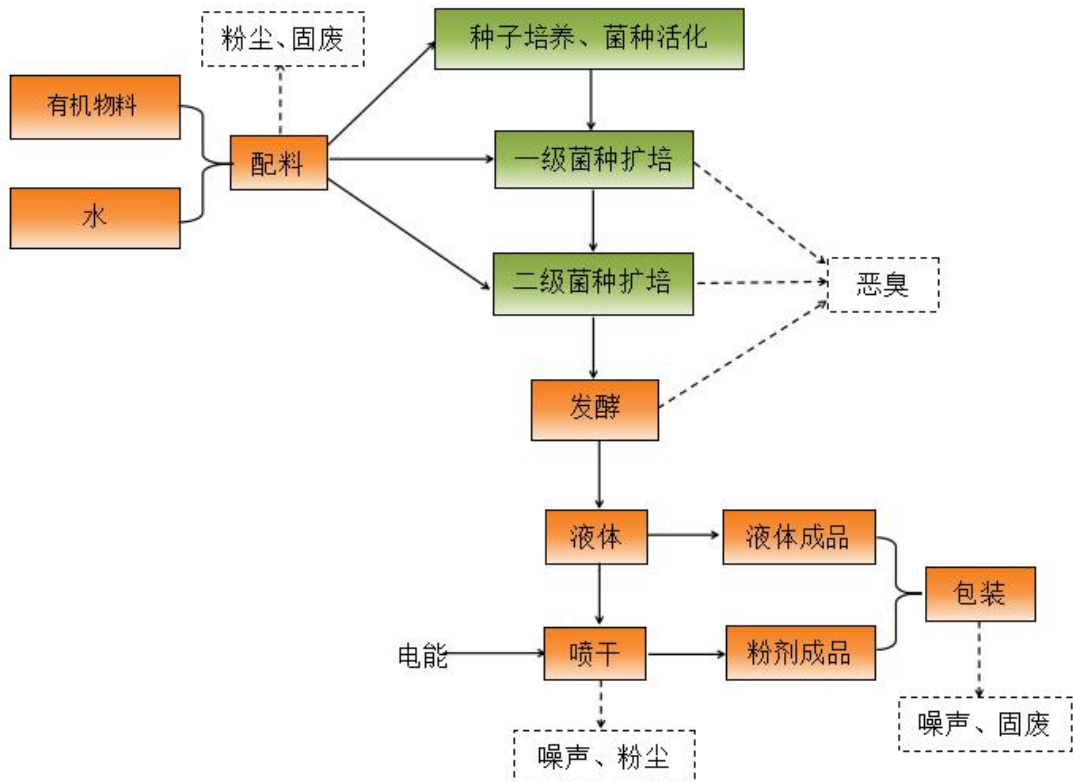 粉尘、固废
种子培养、菌种活化
有机物料
配料
一级菌种扩培
水
二级菌种扩培
恶臭
发酵
液体
液体成品
包装
电能
喷干
粉剂成品
噪声、固废
噪声、粉尘